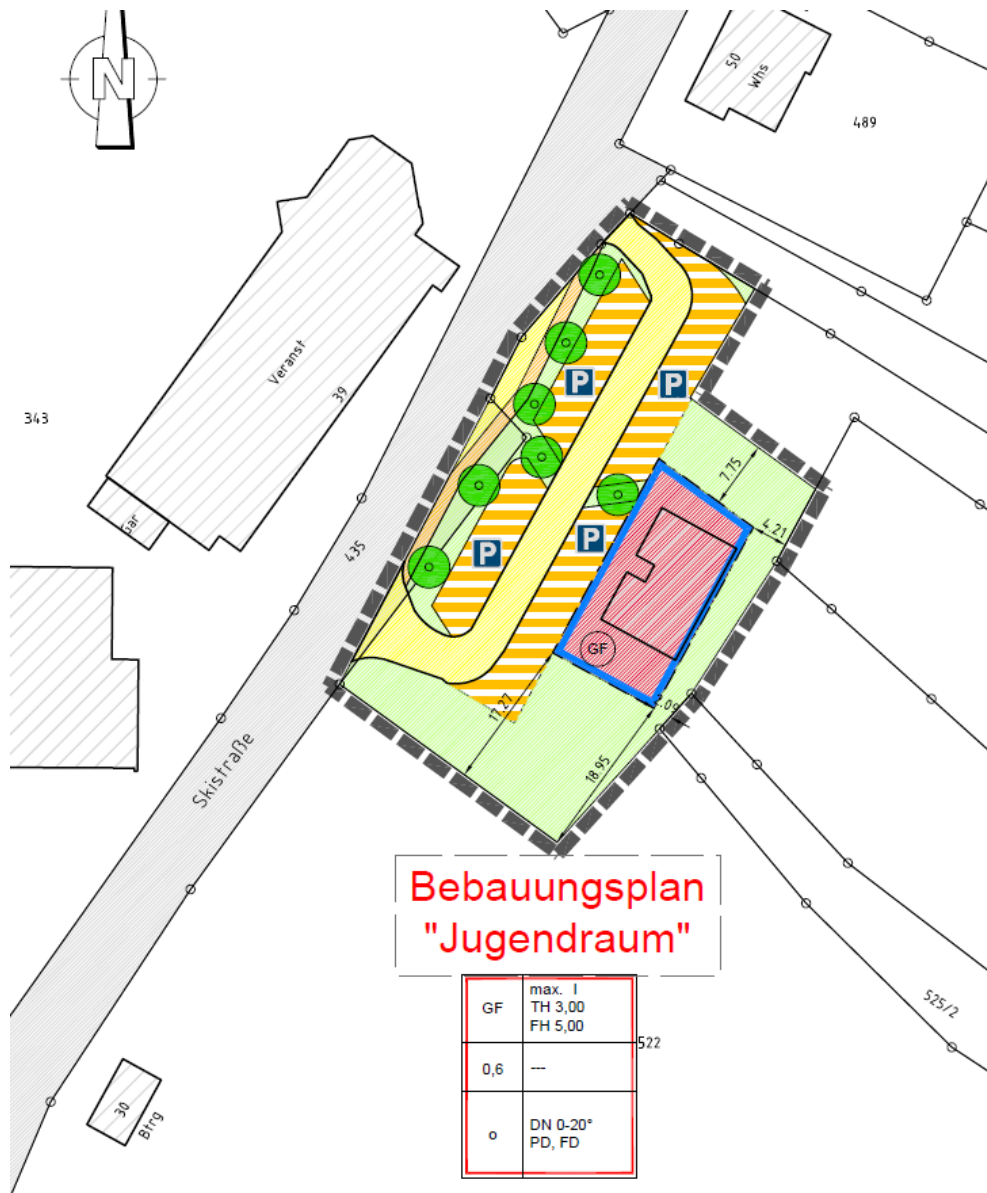 N
50
Whs
489
Veranst
39
343
P
P
7.75
4.21
gar
435
P
P
GF
17.27
2.09
18.95
Skistraße
Bebauungsplan
"Jugendraum"
GF
max. I
TH 3,00
FH 5,00
522
525/2
0,6
---
o
DN 0-20°
PD, FD
30
Btrg